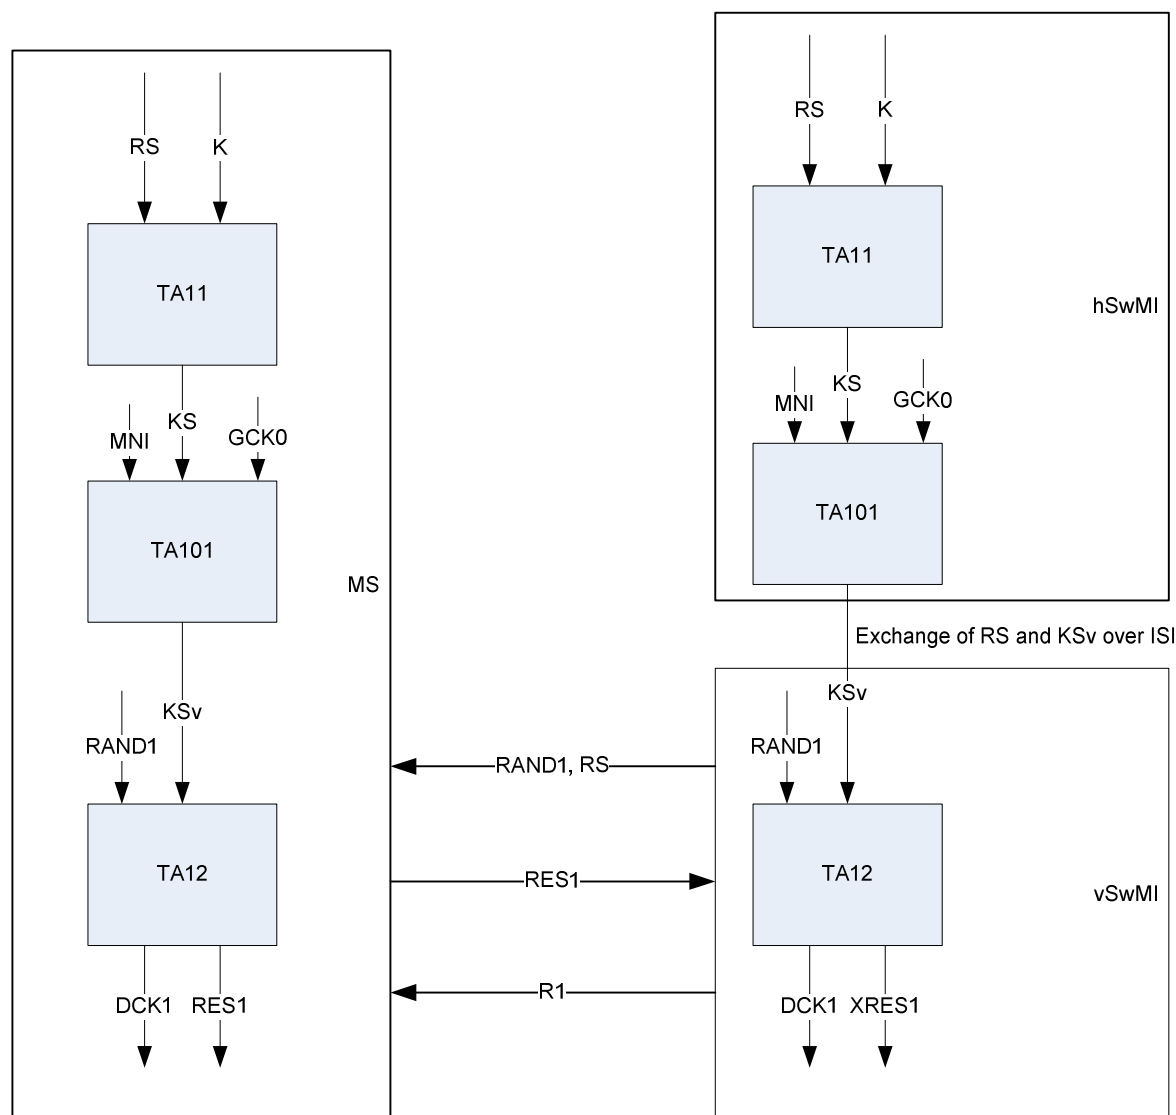 RS K
TA11
MNI KS GCK0
TA101
MS
KSv
RAND1
TA12
DCK1 RES1
RS K
TA11
hSwMI
KS
MNI GCK0
TA101
Exchange of RS and KSv over ISI
KSv
RAND1
RAND1, RS
TA12
vSwMI
RES1
R1
DCK1 XRES1